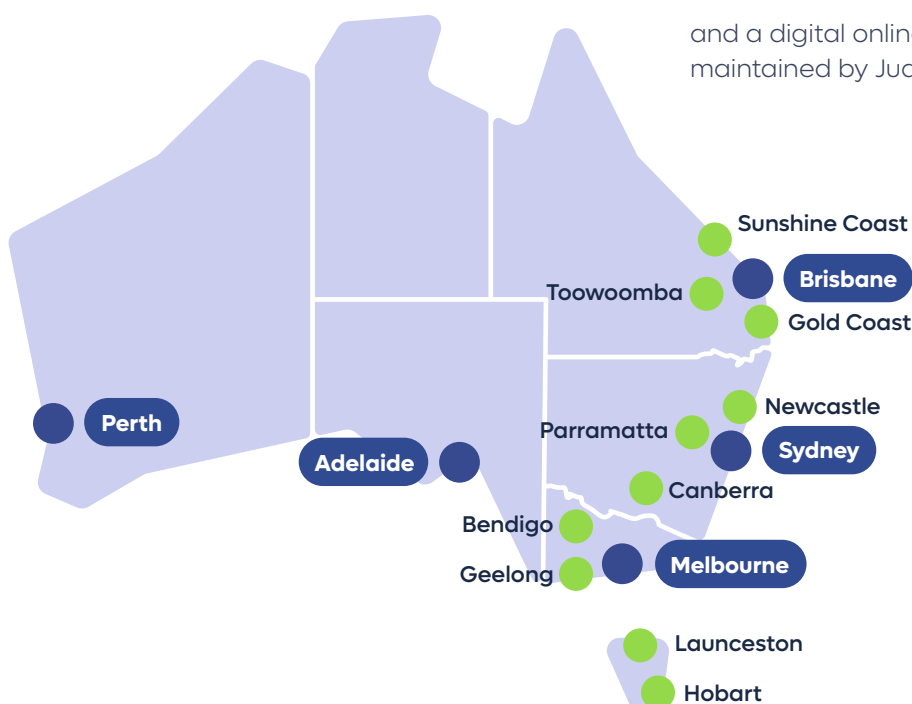 and a digital online
maintained by
Sunshine Coast
Brisbane
Toowoomba
Gold Coast
Newcastle
Perth
Parramatta
Sydney
Adelaide
Canberra
Bendigo
Melbourne
Geelong
Launceston
Hobart